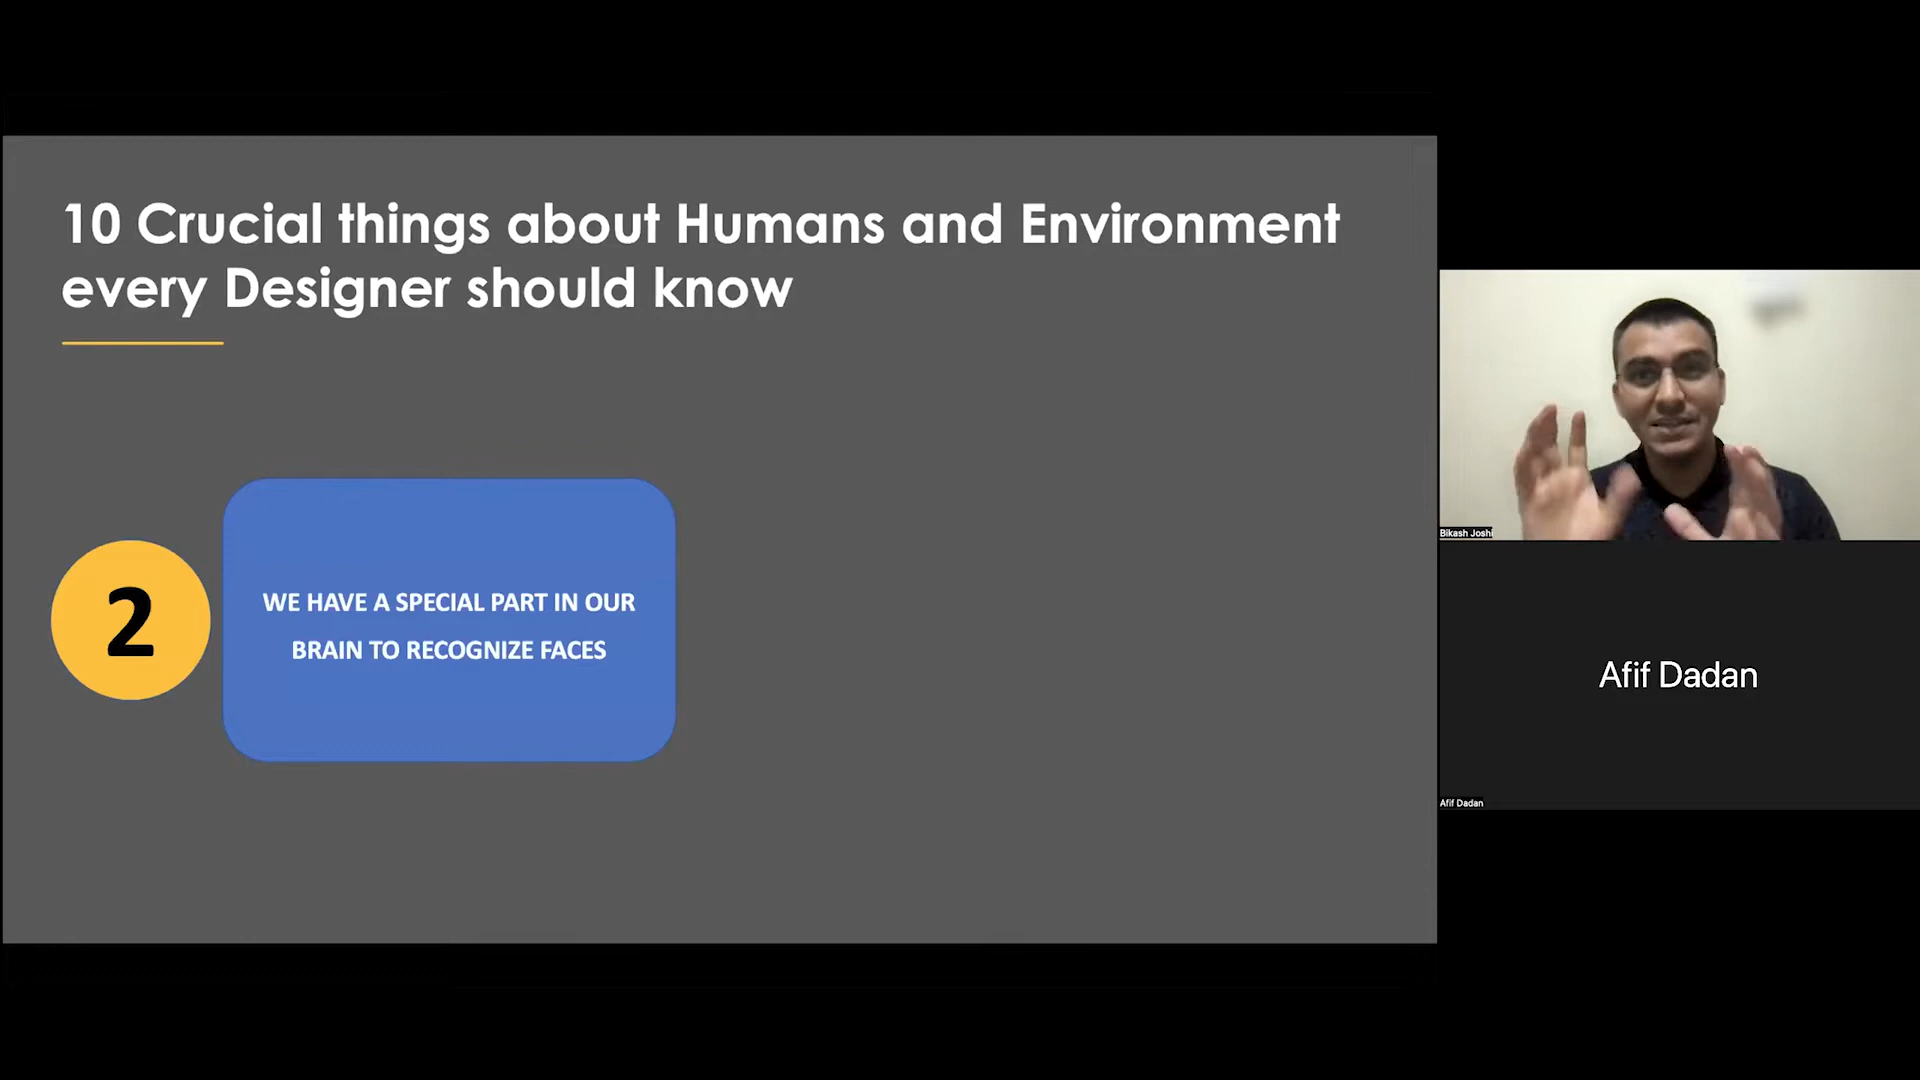 10 Crucial things about Humans and Environment
every Designer should know
2
WE HAVE A SPECIAL PART IN OUR
BRAIN TO RECOGNIZE FACES
Bikash Joshi
Afif Dadan
Afif Dadan